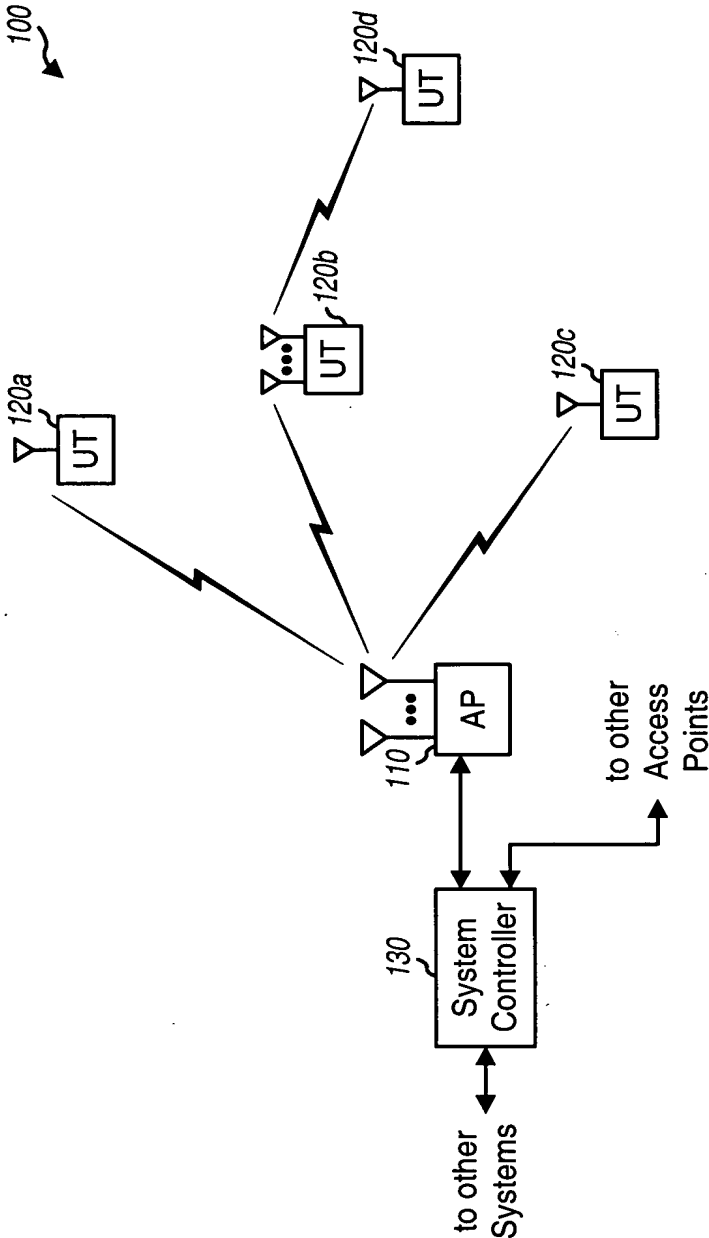 100
120a
UT
120b
UT
120d
UT
120c
UT
110
AP
130
System
Controller
to other
Systems
to other
Access
Points